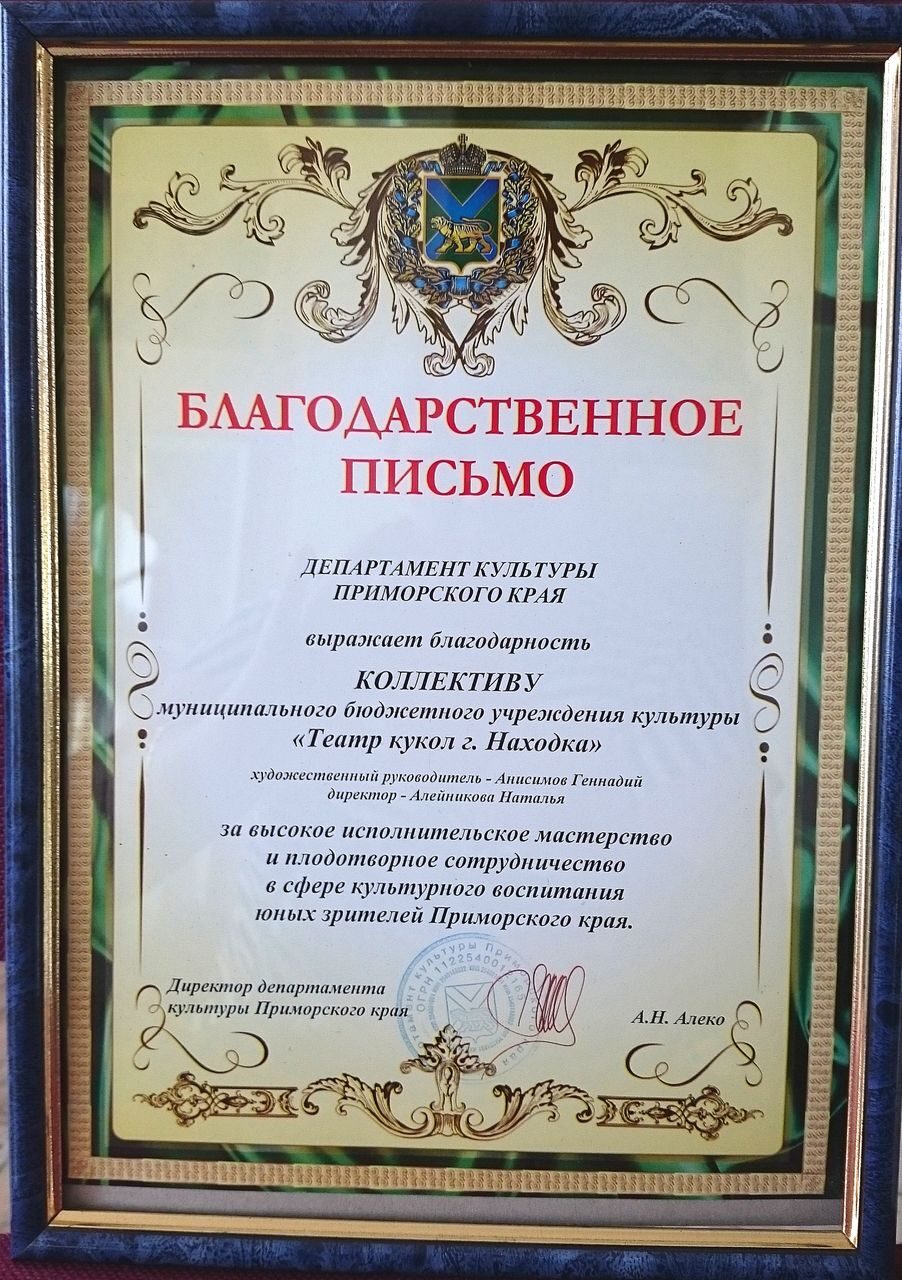 БЛАГОДАРСТВЕННОЕ
ПИСЬМО
ДЕПАРТАМЕНТ КУЛЬТУРЫ
ПРИМОРСКОГО КРАЯ
выражает благодарность
КОЛЛЕКТИВУ
муниципального бюджетного учреждения культуры
«Театр кукол г. Находка»
художественный руководитель - Анисимов Геннадий
директор - Алейникова Наталья
за высокое исполнительское мастерство
и плодотворное сотрудничество
в сфере культурного воспитания
юных зрителей Приморского края.
Директор департамента
культуры Приморского края
А.Н. Алеко
культуры
ОГРН